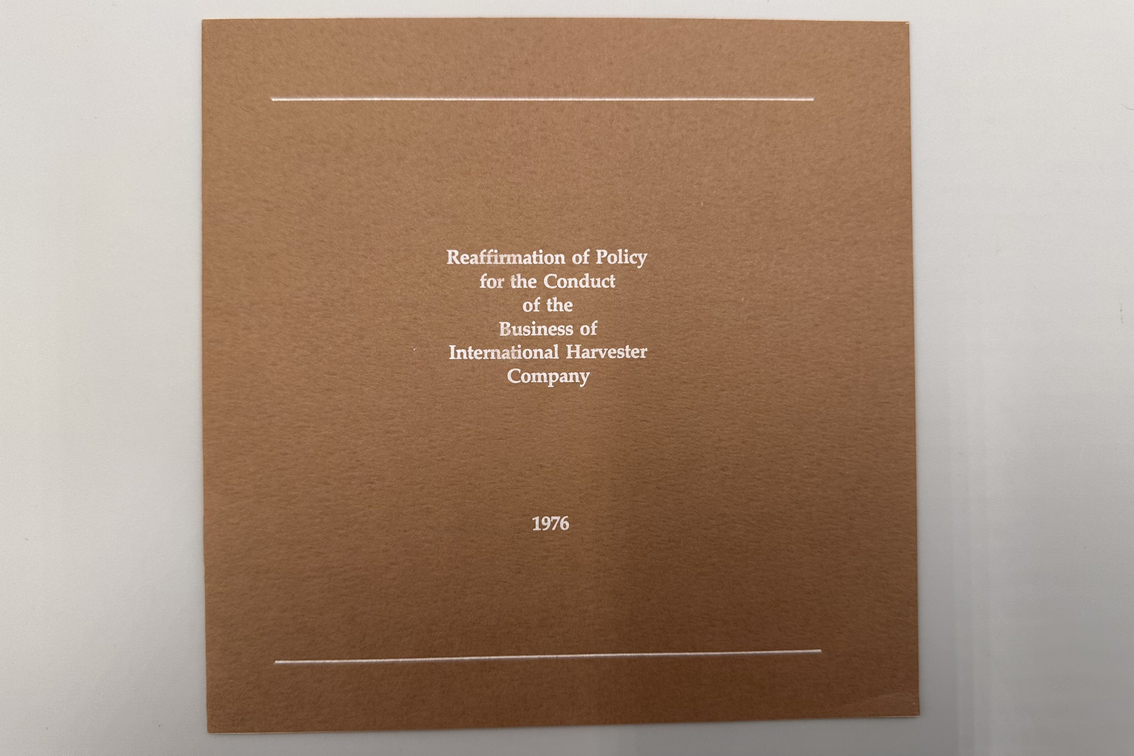 Reaffirmation of Policy
for the Conduct
of the
Business of
International Harvester
Company
1976